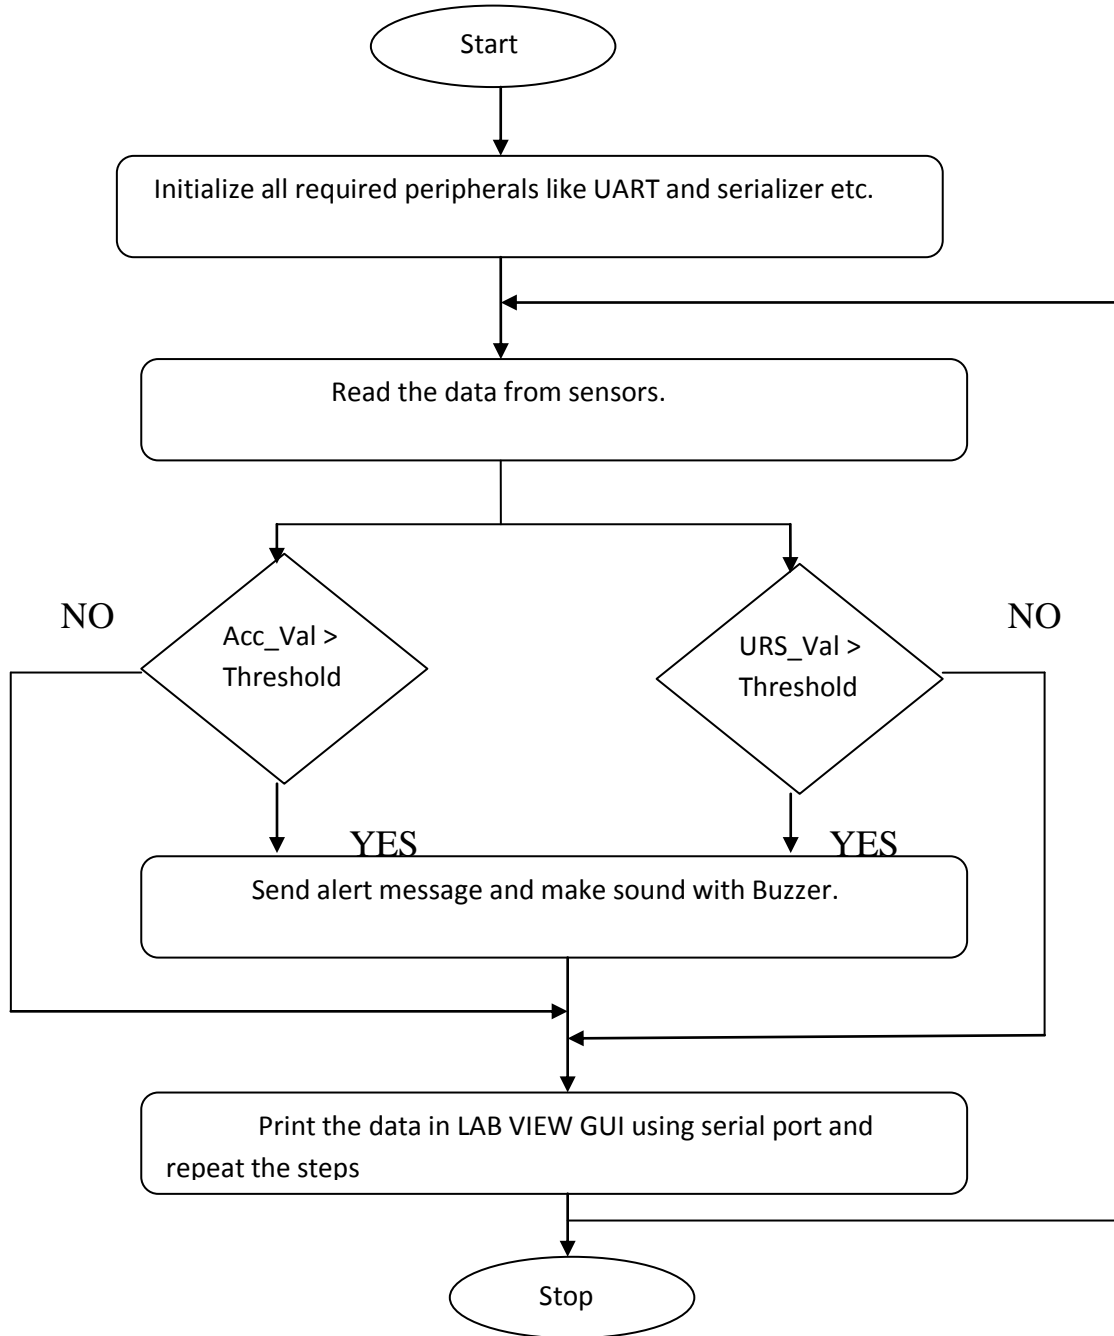 Start
Initialize all required peripherals like UART and serializer etc.
Read the data from sensors.
NO
Acc_Val >
Threshold
URS_Val >
Threshold
NO
YES
YES
Send alert message and make sound with Buzzer.
Print the data in LAB VIEW GUI using serial port and
repeat the steps
Stop